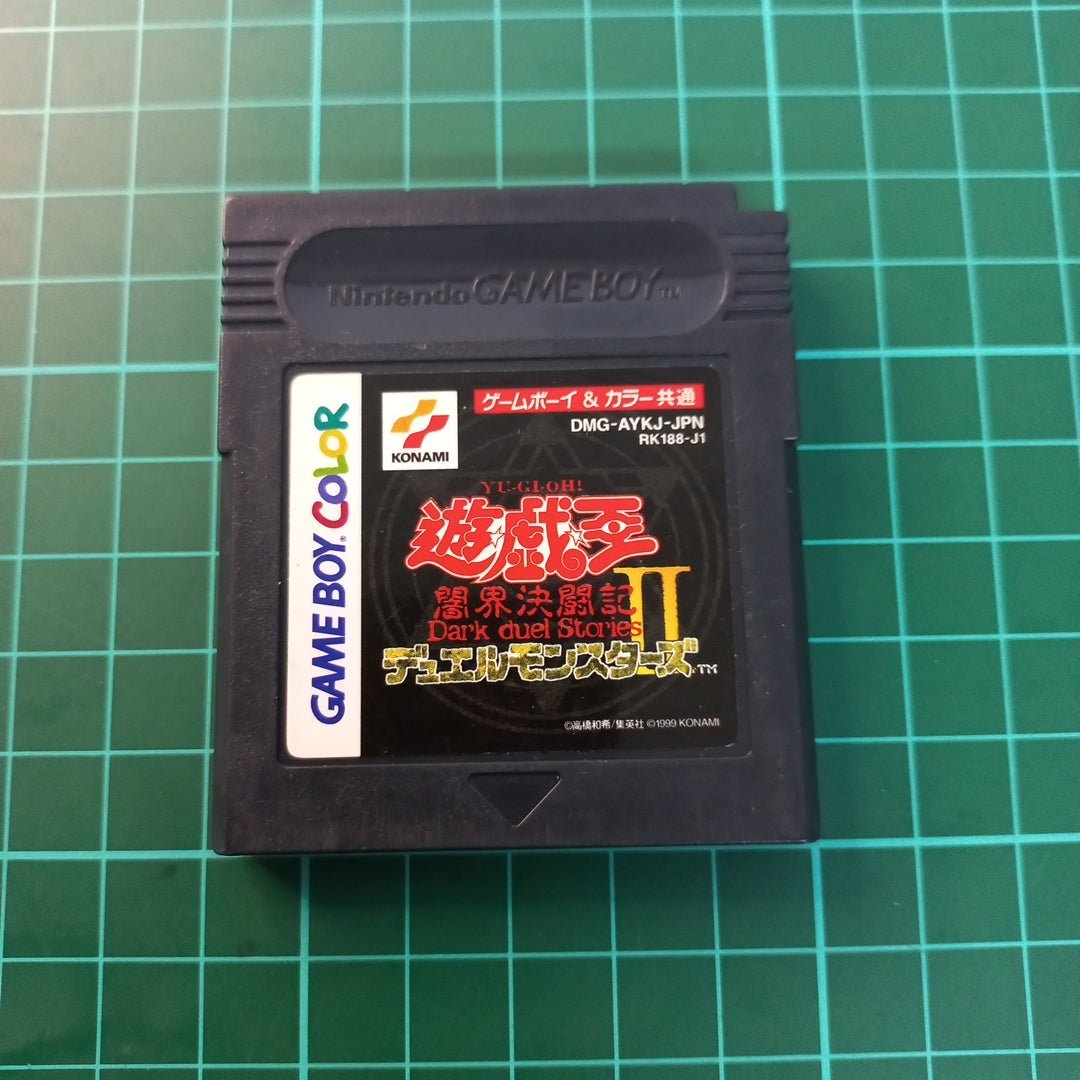 Nintendo GAME BOY™
GAME BOY® COLOR
KONAMI
ゲームボーイ & カラー共通
DMG-AYKJ-JPN
RK188-J1
YU-GI-OH!
遊☆戯☆王
闇界決闘記
Dark duel Stories
II
デュエルモンスターズ™
©高橋和希/集英社 ©1999 KONAMI